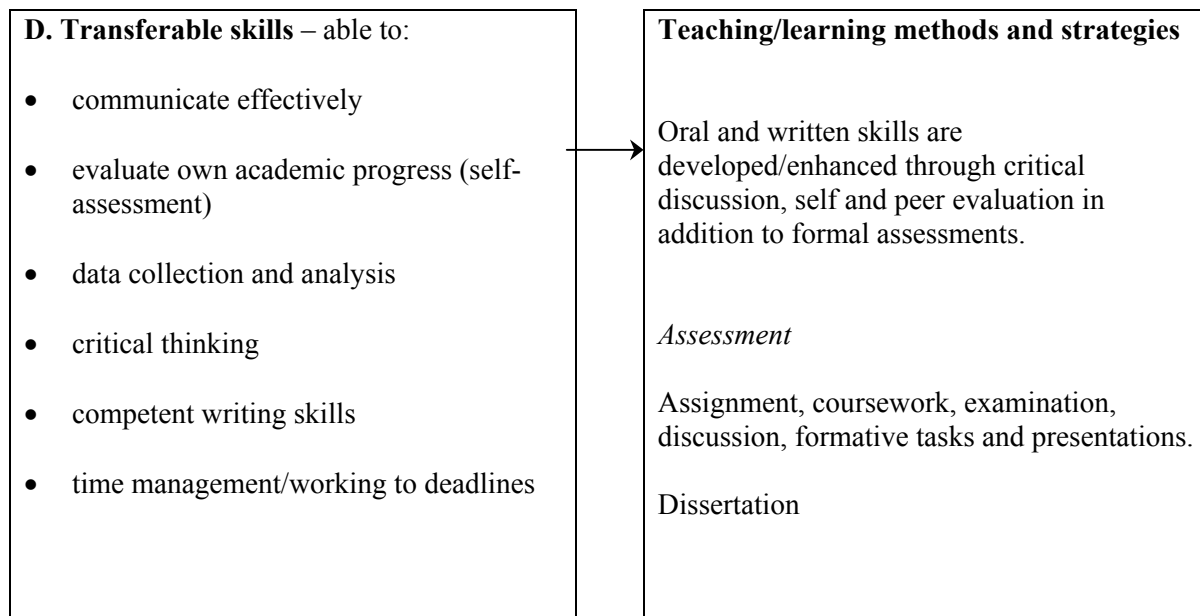 D. Transferable skills – able to:
• communicate effectively
• evaluate own academic progress (self-
assessment)
• data collection and analysis
• critical thinking
• competent writing skills
• time management/working to deadlines
Teaching/learning methods and strategies
Oral and written skills are
developed/enhanced through critical
discussion, self and peer evaluation in
addition to formal assessments.
Assessment
Assignment, coursework, examination,
discussion, formative tasks and presentations.
Dissertation